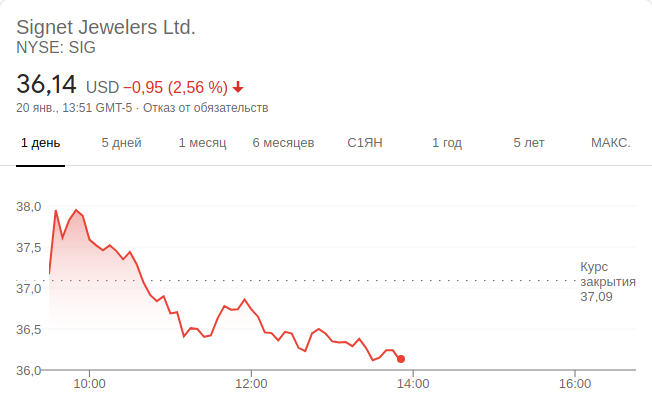 Signet Jewelers Ltd.
NYSE: SIG
36,14 USD −0,95 (2,56 %)
20 янв., 13:51 GMT-5 · Отказ от обязательств
1 день 5 дней 1 месяц 6 месяцев С1ЯН 1 год 5 лет МАКС.
38,0
37,5
Курс
закрытия
37,09
37,0
36,5
36,0
10:00 12:00 14:00 16:00